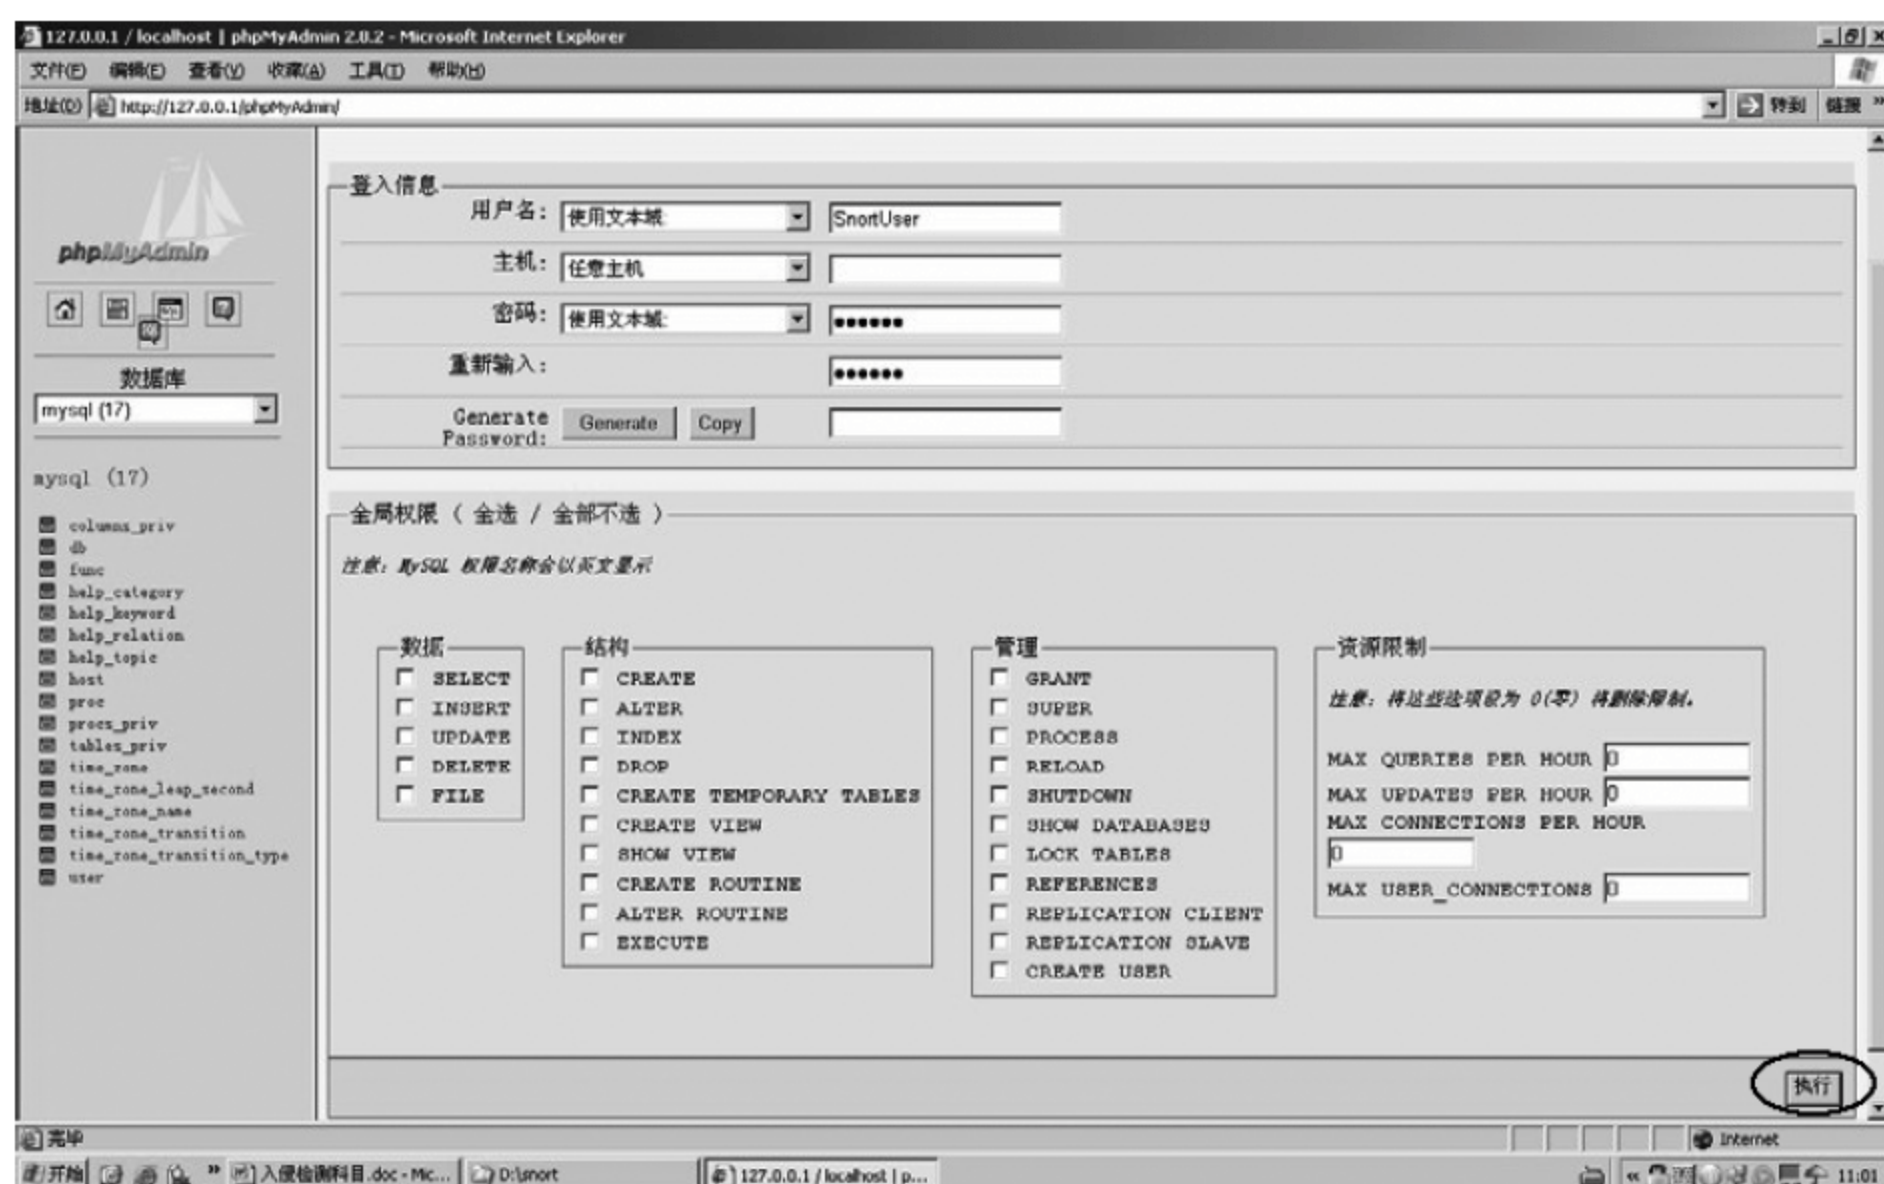 127.0.0.1 / localhost | phpMyAdmin 2.8.2 - Microsoft Internet Explorer
文件(F) 编辑(E) 查看(V) 收藏(A) 工具(T) 帮助(H)
地址(D) http://127.0.0.1/phpMyAdmin/ 转到 链接 »
phpMyAdmin
数据库
mysql (17)
mysql (17)
columns_priv
db
func
help_category
help_keyword
help_relation
help_topic
host
proc
procs_priv
tables_priv
time_zone
time_zone_leap_second
time_zone_name
time_zone_transition
time_zone_transition_type
user
登入信息
用户名: 使用文本域: SnortUser
主机: 任意主机
密码: 使用文本域: ●●●●●●
重新输入: ●●●●●●
Generate Password: Generate Copy
全局权限 ( 全选 / 全部不选 )
注意: MySQL 权限名称会以英文显示
数据
SELECT
INSERT
UPDATE
DELETE
FILE
结构
CREATE
ALTER
INDEX
DROP
CREATE TEMPORARY TABLES
CREATE VIEW
SHOW VIEW
CREATE ROUTINE
ALTER ROUTINE
EXECUTE
管理
GRANT
SUPER
PROCESS
RELOAD
SHUTDOWN
SHOW DATABASES
LOCK TABLES
REFERENCES
REPLICATION CLIENT
REPLICATION SLAVE
CREATE USER
资源限制
注意: 将这些选项设为 0(零) 将删除限制。
MAX QUERIES PER HOUR 0
MAX UPDATES PER HOUR 0
MAX CONNECTIONS PER HOUR
0
MAX USER_CONNECTIONS 0
执行
完毕 Internet
开始 » 入侵检测科目.doc - Mic... D:\snort 127.0.0.1 / localhost | p... « 11:01